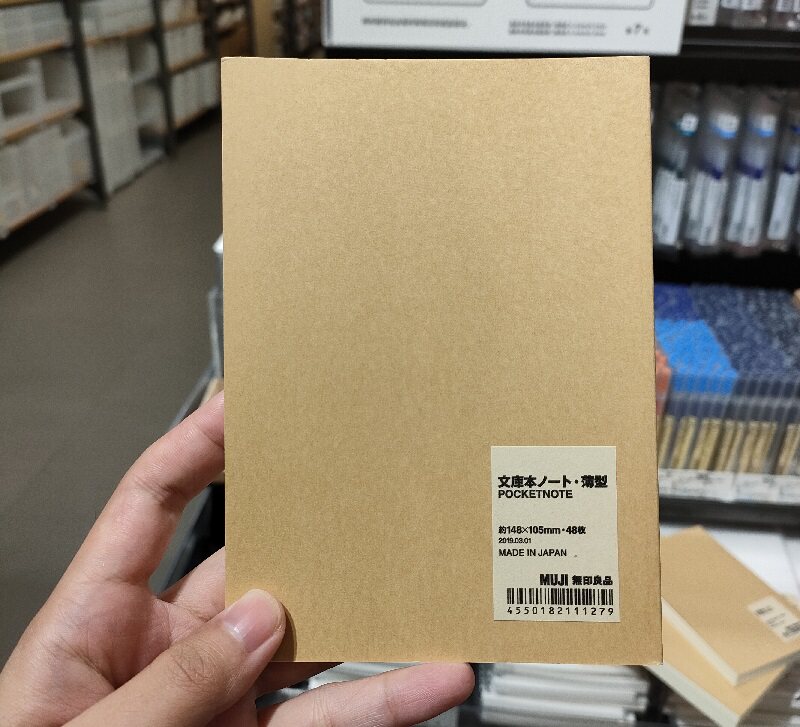 文庫本ノート・薄型
POCKETNOTE
約148×105mm・48枚
2019.03.01
MADE IN JAPAN
MUJI 無印良品
4550182111279